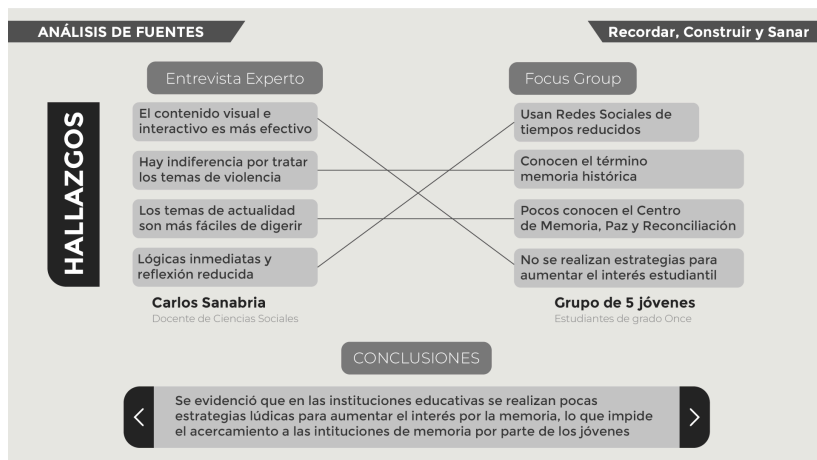 ANÁLISIS DE FUENTES
Recordar, Construir y Sanar
HALLAZGOS
Entrevista Experto
El contenido visual e
interactivo es más efectivo
Hay indiferencia por tratar
los temas de violencia
Los temas de actualidad
son más fáciles de digerir
Lógicas inmediatas y
reflexión reducida
Carlos Sanabria
Docente de Ciencias Sociales
Focus Group
Usan Redes Sociales de
tiempos reducidos
Conocen el término
memoria histórica
Pocos conocen el Centro
de Memoria, Paz y Reconciliación
No se realizan estrategias para
aumentar el interés estudiantil
Grupo de 5 jóvenes
Estudiantes de grado Once
CONCLUSIONES
Se evidenció que en las instituciones educativas se realizan pocas
estrategias lúdicas para aumentar el interés por la memoria, lo que impide
el acercamiento a las intituciones de memoria por parte de los jóvenes